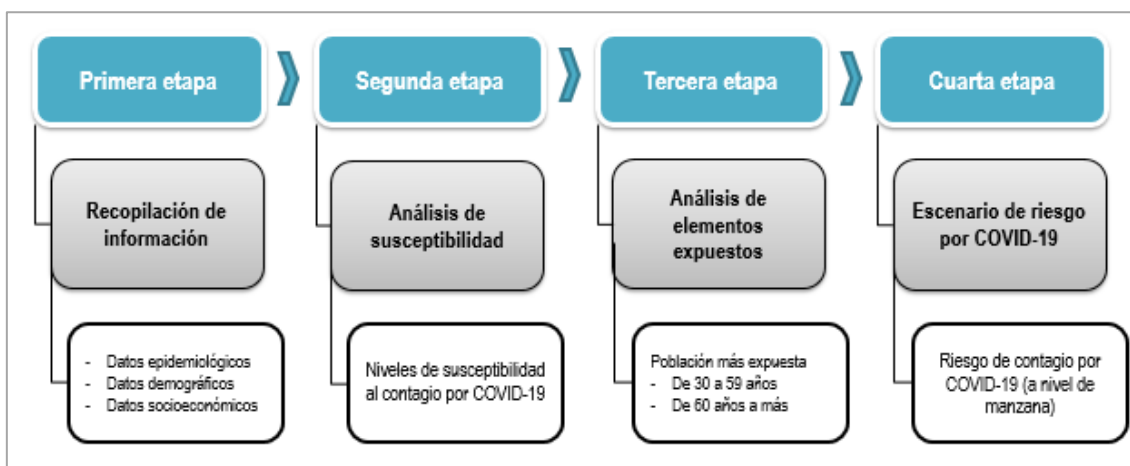 Primera etapa
Segunda etapa
Tercera etapa
Cuarta etapa
Recopilación de
información
Análisis de
susceptibilidad
Análisis de
elementos
expuestos
Escenario de riesgo
por COVID-19
- Datos epidemiológicos
- Datos demográficos
- Datos socioeconómicos
Niveles de susceptibilidad
al contagio por COVID-19
Población más expuesta
- De 30 a 59 años
- De 60 años a más
Riesgo de contagio por
COVID-19 (a nivel de
manzana)